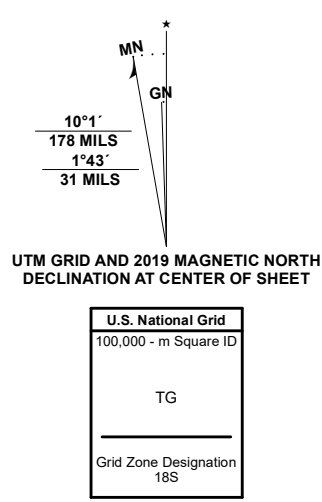 MN
GN
10°1´
178 MILS
1°43´
31 MILS
UTM GRID AND 2019 MAGNETIC NORTH
DECLINATION AT CENTER OF SHEET
U.S. National Grid
100,000 - m Square ID
TG
Grid Zone Designation
18S